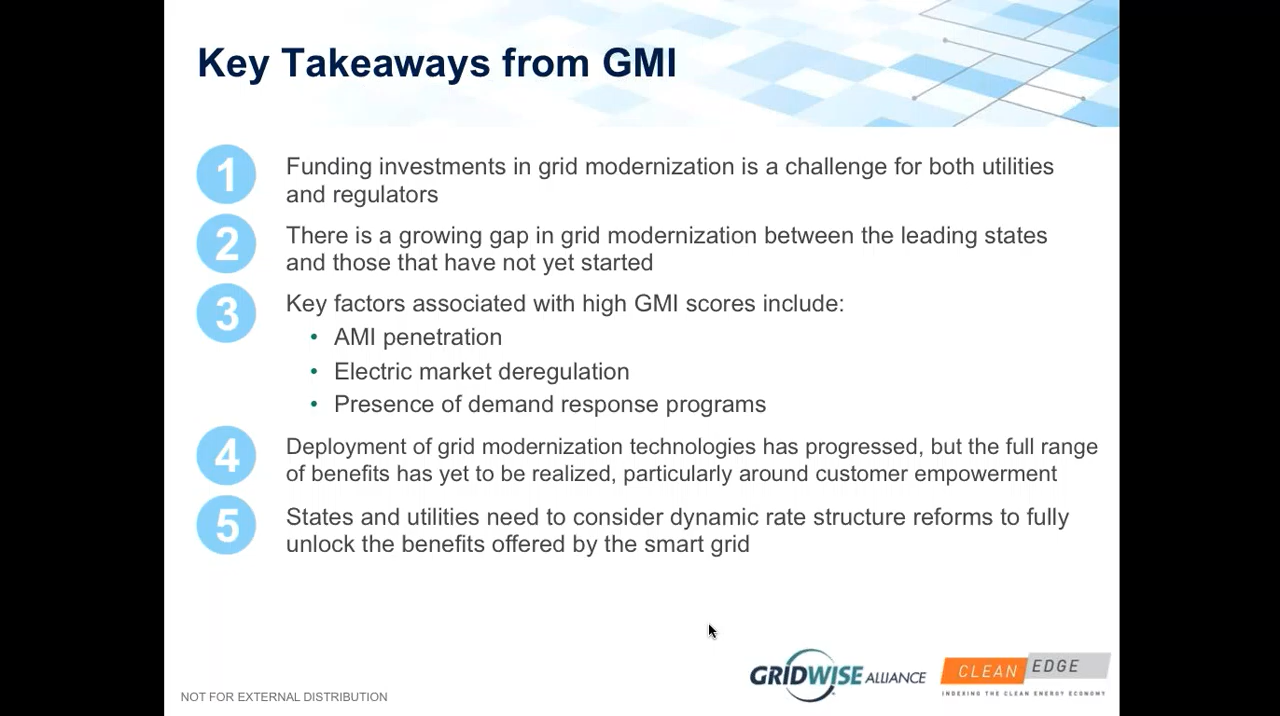 Key Takeaways from GMI
1
Funding investments in grid modernization is a challenge for both utilities
and regulators
2
There is a growing gap in grid modernization between the leading states
and those that have not yet started
3
Key factors associated with high GMI scores include:
• AMI penetration
• Electric market deregulation
• Presence of demand response programs
4
Deployment of grid modernization technologies has progressed, but the full range
of benefits has yet to be realized, particularly around customer empowerment
5
States and utilities need to consider dynamic rate structure reforms to fully
unlock the benefits offered by the smart grid
GRIDWISE ALLIANCE
CLEAN EDGE
INDEXING THE CLEAN ENERGY ECONOMY
NOT FOR EXTERNAL DISTRIBUTION